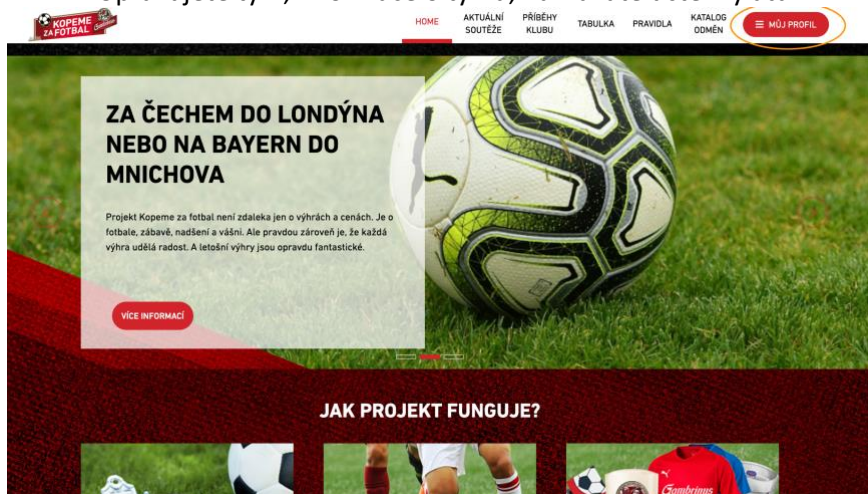 KOPEME
ZA FOTBAL
Gambrinus
HOME
AKTUÁLNÍ
SOUTĚŽE
PŘÍBĚHY
KLUBU
TABULKA
PRAVIDLA
KATALOG
ODMĚN
MŮJ PROFIL
ZA ČECHEM DO LONDÝNA
NEBO NA BAYERN DO
MNICHOVA
Projekt Kopeme za fotbal není zdaleka jen o výhrách a cenách. Je o
fotbale, zábavě, nadšení a vášni. Ale pravdou zároveň je, že každá
výhra udělá radost. A letošní výhry jsou opravdu fantastické.
VÍCE INFORMACÍ
JAK PROJEKT FUNGUJE?
Gambrinus